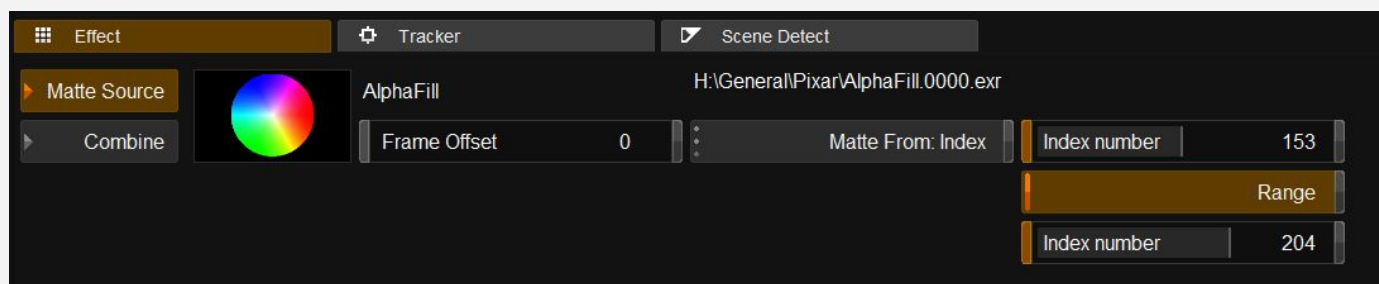 Effect
Tracker
Scene Detect
Matte Source
AlphaFill
H:\General\Pixar\AlphaFill.0000.exr
Combine
Frame Offset 0
Matte From: Index
Index number 153
Range
Index number 204